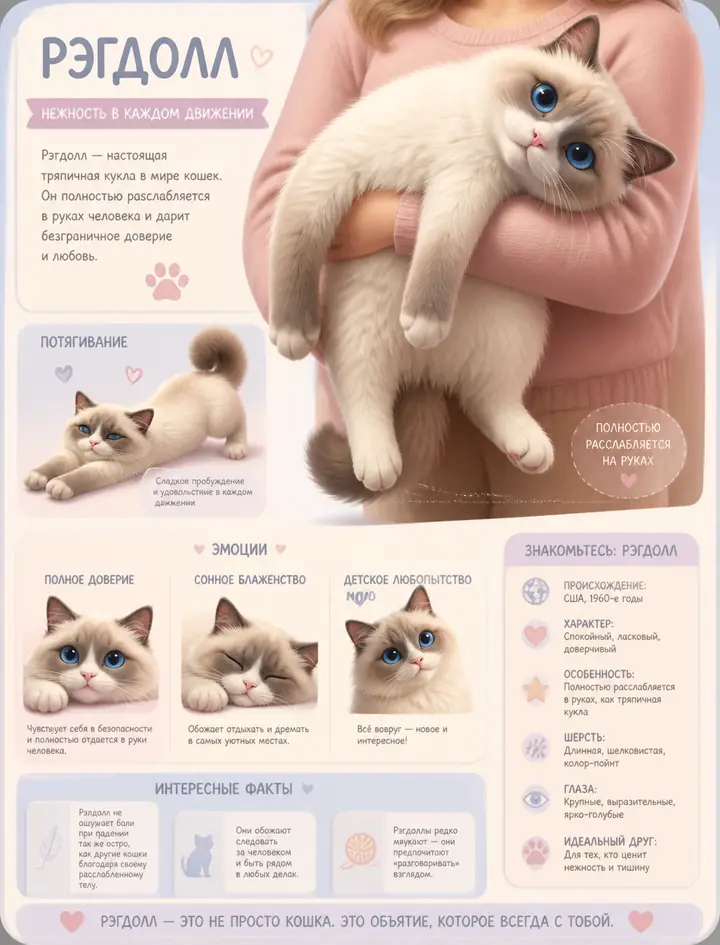 РЭГДОЛЛ
НЕЖНОСТЬ В КАЖДОМ ДВИЖЕНИИ
Рэгдолл — настоящая
тряпичная кукла в мире кошек.
Он полностью расслабляется
в руках человека и дарит
безграничное доверие
и любовь.
ПОЛНОСТЬЮ
РАССЛАБЛЯЕТСЯ
НА РУКАХ
ПОТЯГИВАНИЕ
Сладкое пробуждение
и удовольствие в каждом
движении
ЭМОЦИИ
ПОЛНОЕ ДОВЕРИЕ
Чувствует себя в безопасности
и полностью отдается в руки
человека.
СОННОЕ БЛАЖЕНСТВО
Обожает отдыхать и дремать
в самых уютных местах.
ДЕТСКОЕ ЛЮБОПЫТСТВО
Всё вовруг — новое и
интересное!
ЗНАКОМЬТЕСЬ: РЭГДОЛЛ
ПРОИСХОЖДЕНИЕ:
США, 1960-е годы
ХАРАКТЕР:
Спокойный, ласковый,
доверчивый
ОСОБЕННОСТЬ:
Полностью расслабляется
в руках, как тряпичная
кукла
ШЕРСТЬ:
Длинная, шелковистая,
колор-пойнт
ГЛАЗА:
Крупные, выразительные,
ярко-голубые
ИДЕАЛЬНЫЙ ДРУГ:
Для тех, кто ценит
нежность и тишину
ИНТЕРЕСНЫЕ ФАКТЫ
не
боли
при падении
так же остро,
как другие кошки
благодаря своему
расслабленному
телу.
Они обожают
следовать
за человеком
и быть рядом
в любых делах.
Рэгдоллы редко
мяукают — они
предпочитают
"разговаривать"
взглядом.
РЭГДОЛЛ — ЭТО НЕ ПРОСТО КОШКА. ЭТО ОБЪЯТИЕ, КОТОРОЕ ВСЕГДА С ТОБОЙ.